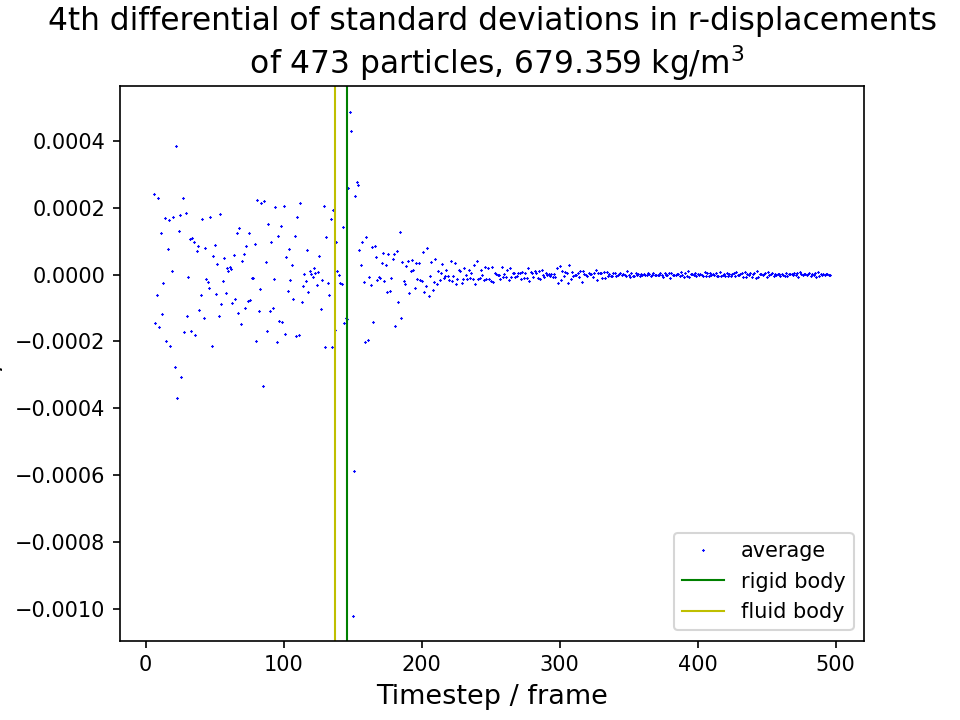 4th differential of standard deviations in r-displacements
of 473 particles, 679.359 kg/m³
0.0004
0.0002
0.0000
−0.0002
−0.0004
−0.0006
−0.0008
−0.0010
0 100 200 300 400 500
Timestep / frame
average
rigid body
fluid body